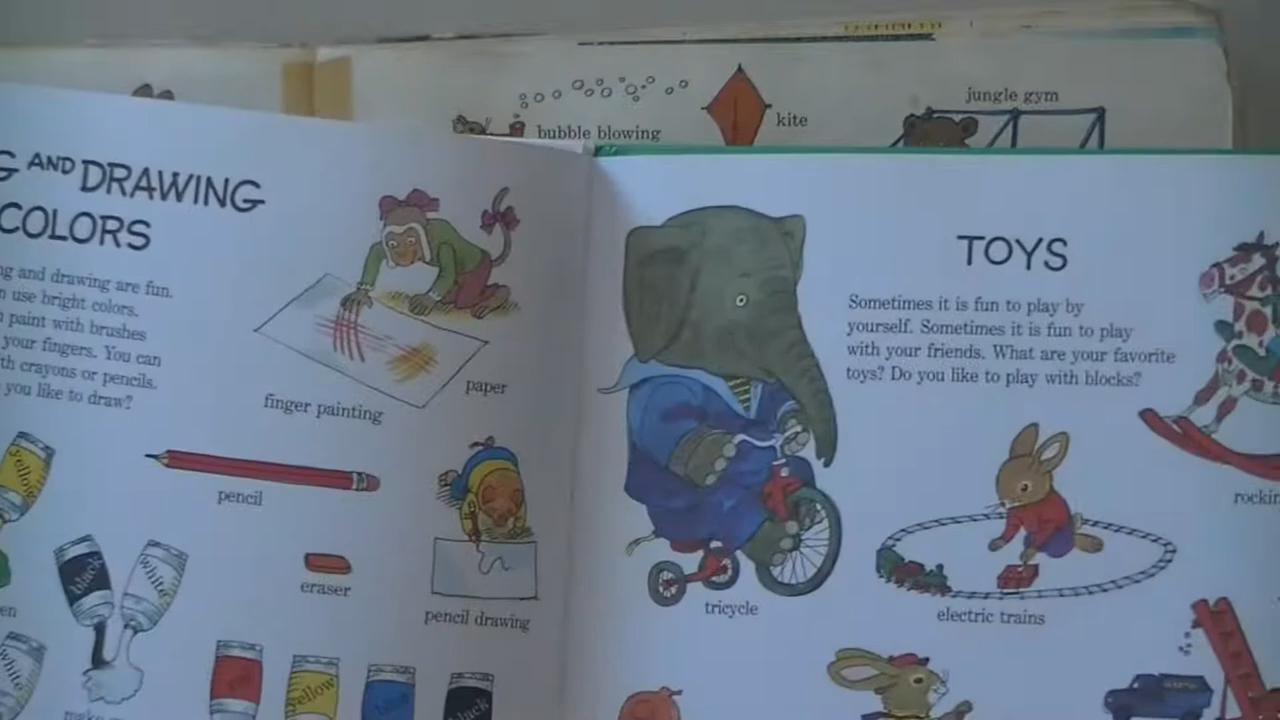 jungle gym
bubble blowing
kite
AND DRAWING
COLORS
and drawing are fun.
use bright colors.
paint with brushes
your fingers. You can
crayons or pencils.
you like to draw?
finger painting
paper
yellow
pencil
black
white
eraser
pencil drawing
white
yellow
black
TOYS
Sometimes it is fun to play by
yourself. Sometimes it is fun to play
with your friends. What are your favorite
toys? Do you like to play with blocks?
tricycle
electric trains